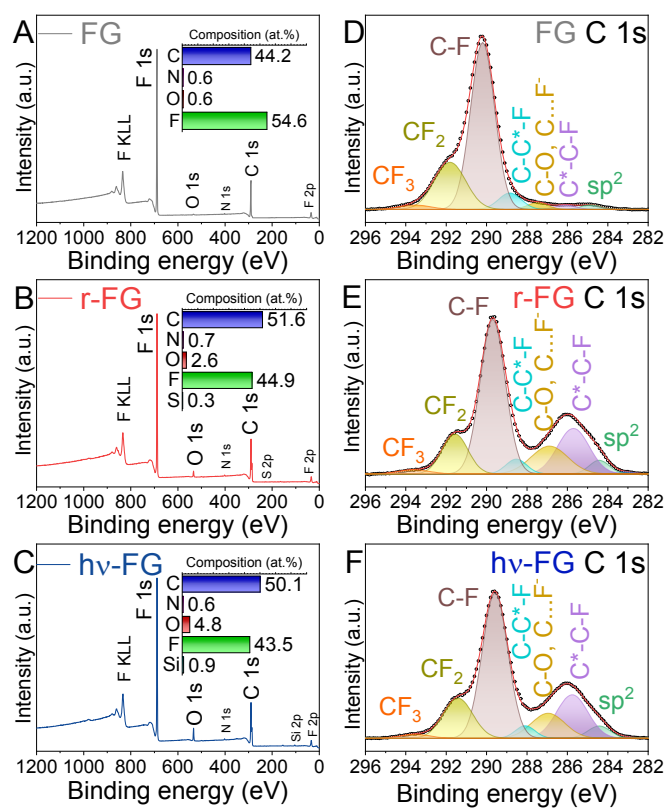 A
FG
Composition (at.%)
C 44.2
N 0.6
O 0.6
F 54.6
F KLL
F 1s
O 1s
N 1s
C 1s
F 2p
Intensity (a.u.)
1200 1000 800 600 400 200 0
Binding energy (eV)
D
FG C 1s
C-F
CF2
CF3
C-C*-F
C-O, C...F-
C*-C-F
sp2
Intensity (a.u.)
296 294 292 290 288 286 284 282
Binding energy (eV)
B
r-FG
Composition (at.%)
C 51.6
N 0.7
O 2.6
F 44.9
S 0.3
F KLL
F 1s
O 1s
N 1s
C 1s
S 2p
F 2p
Intensity (a.u.)
1200 1000 800 600 400 200 0
Binding energy (eV)
E
r-FG C 1s
C-F
CF2
CF3
C-C*-F
C-O, C...F-
C*-C-F
sp2
Intensity (a.u.)
296 294 292 290 288 286 284 282
Binding energy (eV)
C
hν-FG
Composition (at.%)
C 50.1
N 0.6
O 4.8
F 43.5
Si 0.9
F KLL
F 1s
O 1s
N 1s
C 1s
Si 2p
F 2p
Intensity (a.u.)
1200 1000 800 600 400 200 0
Binding energy (eV)
F
hν-FG C 1s
C-F
CF2
CF3
C-C*-F
C-O, C...F-
C*-C-F
sp2
Intensity (a.u.)
296 294 292 290 288 286 284 282
Binding energy (eV)